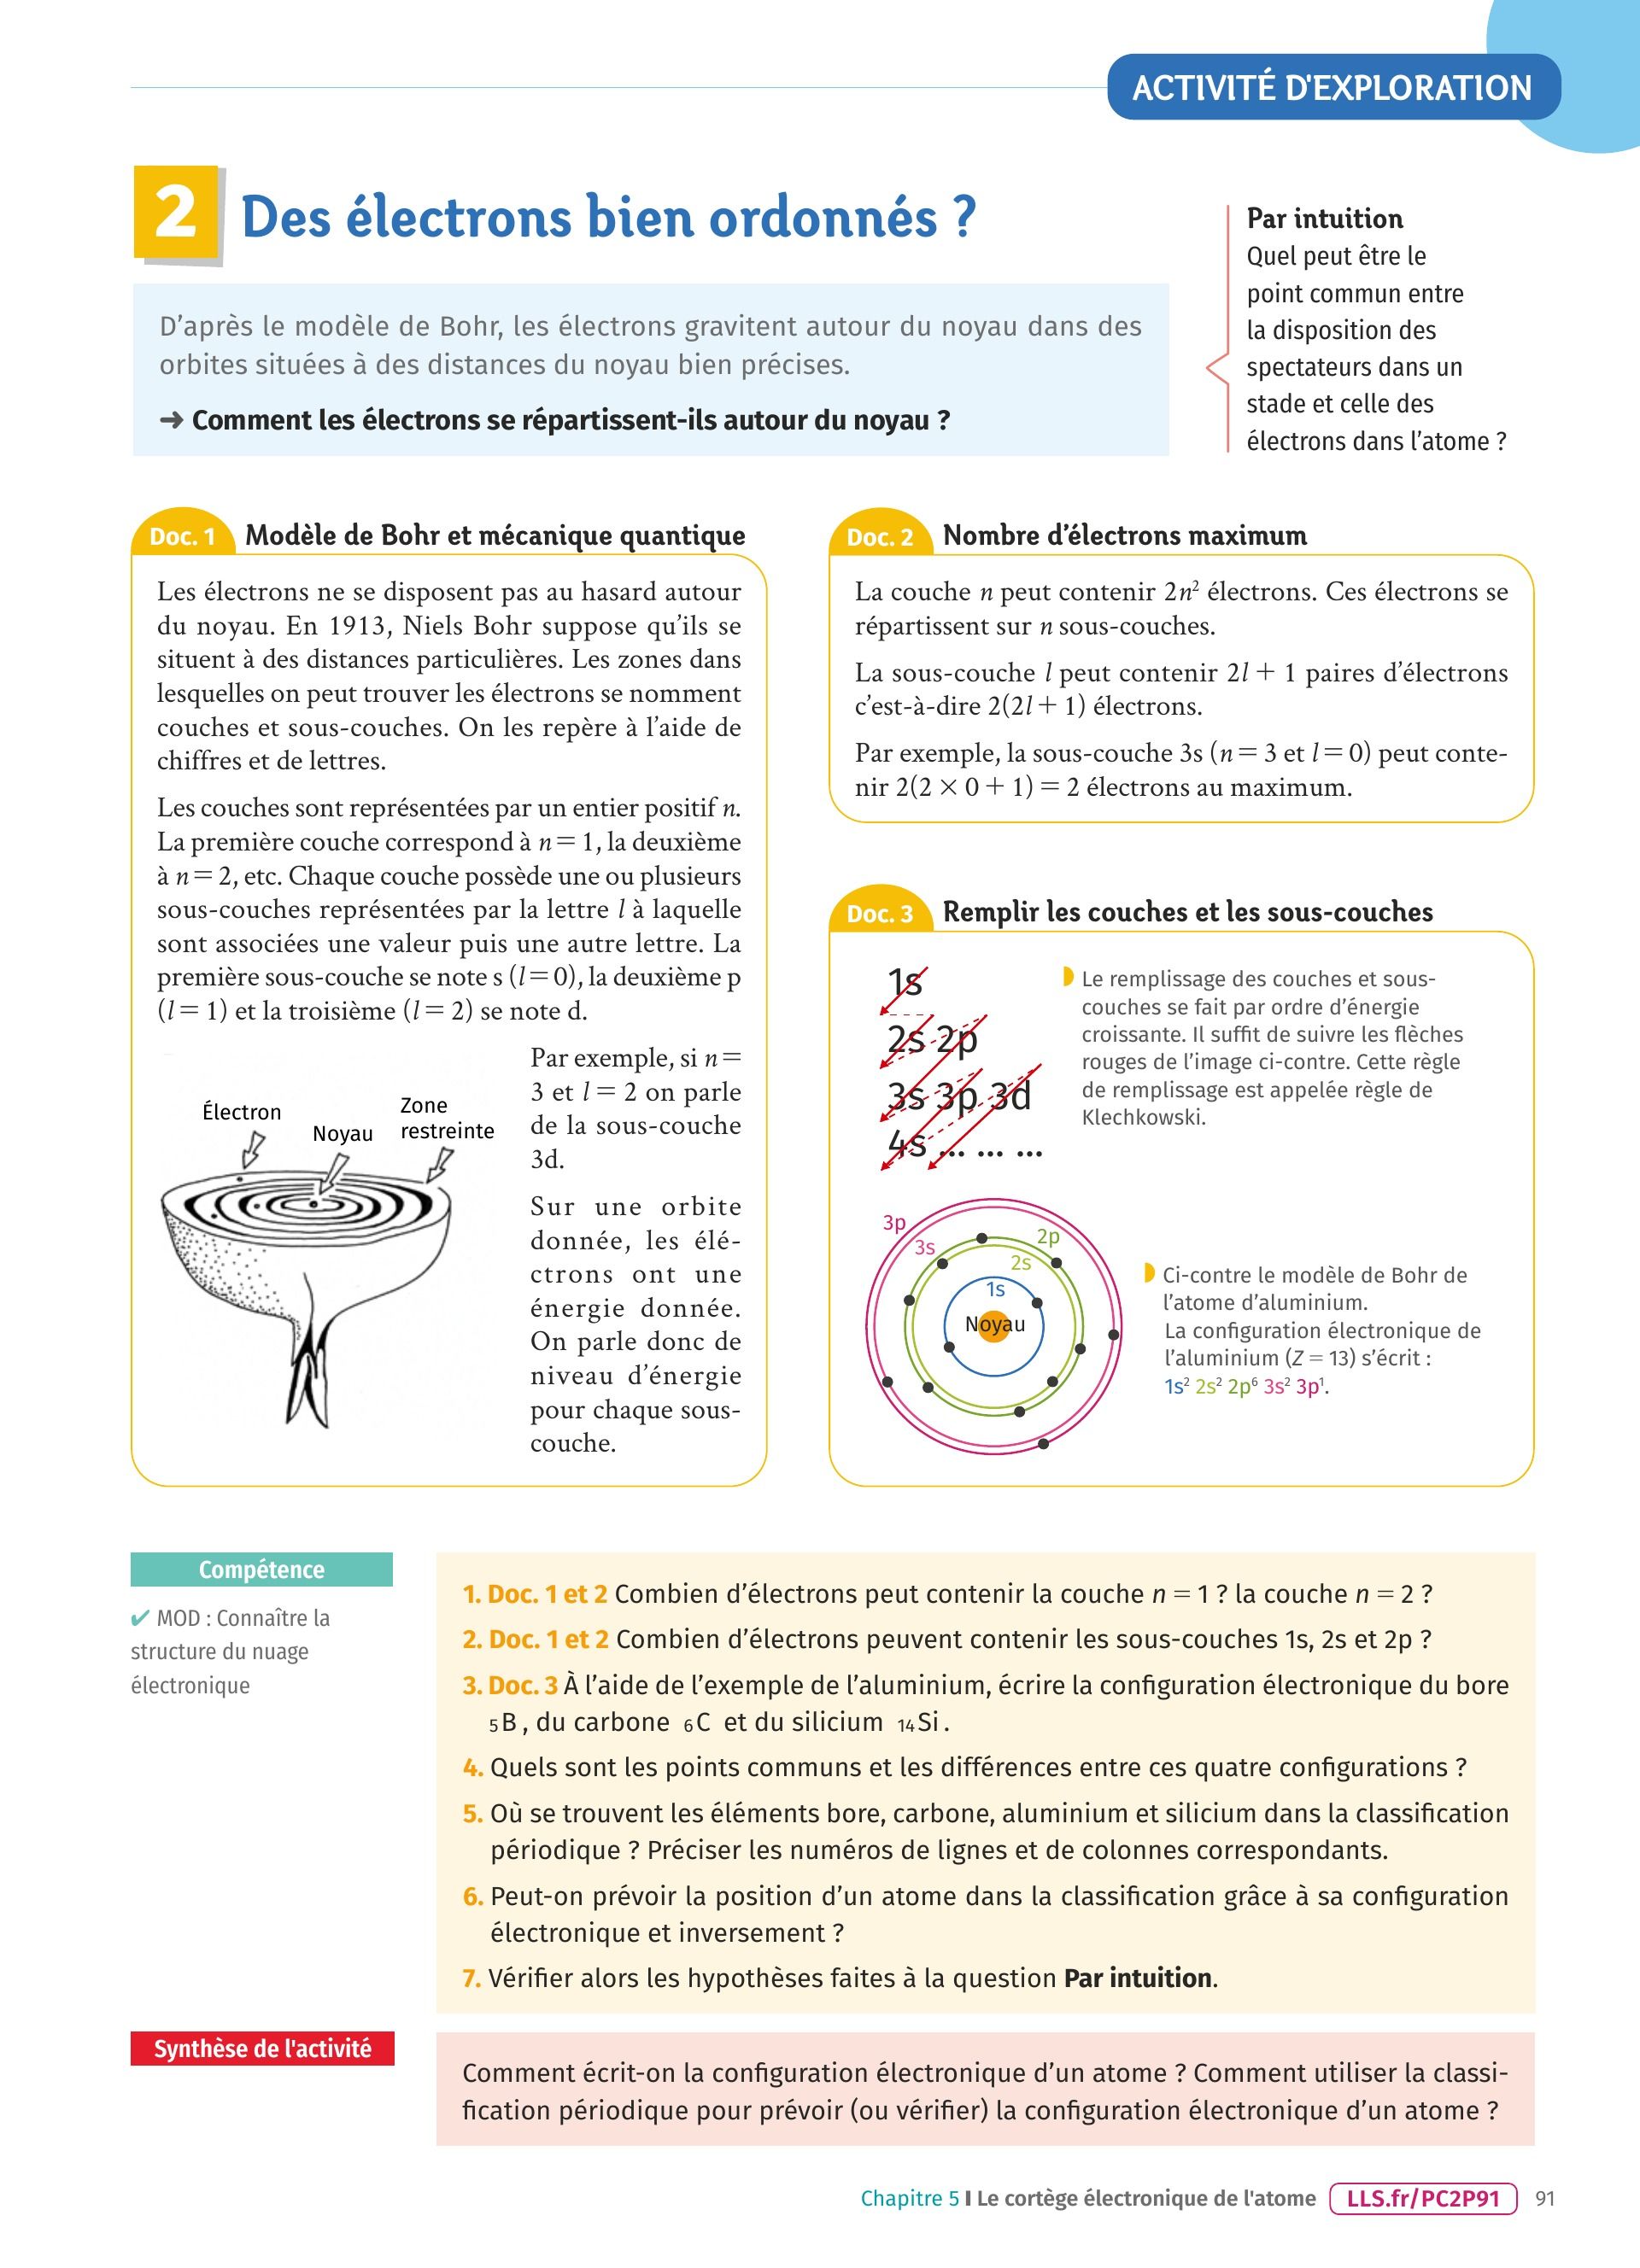 ACTIVITÉ D'EXPLORATION
2 Des électrons bien ordonnés ?
D’après le modèle de Bohr, les électrons gravitent autour du noyau dans des
orbites situées à des distances du noyau bien précises.
➜ Comment les électrons se répartissent-ils autour du noyau ?
Par intuition
Quel peut être le
point commun entre
la disposition des
spectateurs dans un
stade et celle des
électrons dans l’atome ?
Doc. 1 Modèle de Bohr et mécanique quantique
Les électrons ne se disposent pas au hasard autour
du noyau. En 1913, Niels Bohr suppose qu’ils se
situent à des distances particulières. Les zones dans
lesquelles on peut trouver les électrons se nomment
couches et sous-couches. On les repère à l’aide de
chiffres et de lettres.
Les couches sont représentées par un entier positif n.
La première couche correspond à n = 1, la deuxième
à n = 2, etc. Chaque couche possède une ou plusieurs
sous-couches représentées par la lettre l à laquelle
sont associées une valeur puis une autre lettre. La
première sous-couche se note s (l = 0), la deuxième p
(l = 1) et la troisième (l = 2) se note d.
Électron
Noyau
Zone
restreinte
Par exemple, si n =
3 et l = 2 on parle
de la sous-couche
3d.
Sur une orbite
donnée, les élé-
ctrons ont une
énergie donnée.
On parle donc de
niveau d’énergie
pour chaque sous-
couche.
Doc. 2 Nombre d’électrons maximum
La couche n peut contenir 2n² électrons. Ces électrons se
répartissent sur n sous-couches.
La sous-couche l peut contenir 2l + 1 paires d’électrons
c’est-à-dire 2(2l + 1) électrons.
Par exemple, la sous-couche 3s (n = 3 et l = 0) peut conte-
nir 2(2 × 0 + 1) = 2 électrons au maximum.
Doc. 3 Remplir les couches et les sous-couches
1s
2s 2p
3s 3p 3d
4s ... ... ...
Le remplissage des couches et sous-
couches se fait par ordre d’énergie
croissante. Il suffit de suivre les flèches
rouges de l’image ci-contre. Cette règle
de remplissage est appelée règle de
Klechkowski.
3p
3s
2p
2s
1s
Noyau
Ci-contre le modèle de Bohr de
l’atome d’aluminium.
La configuration électronique de
l’aluminium (Z = 13) s’écrit :
1s² 2s² 2p⁶ 3s² 3p¹.
Compétence
✔ MOD : Connaître la
structure du nuage
électronique
1. Doc. 1 et 2 Combien d’électrons peut contenir la couche n = 1 ? la couche n = 2 ?
2. Doc. 1 et 2 Combien d’électrons peuvent contenir les sous-couches 1s, 2s et 2p ?
3. Doc. 3 À l’aide de l’exemple de l’aluminium, écrire la configuration électronique du bore
₅B, du carbone ₆C et du silicium ₁₄Si.
4. Quels sont les points communs et les différences entre ces quatre configurations ?
5. Où se trouvent les éléments bore, carbone, aluminium et silicium dans la classification
périodique ? Préciser les numéros de lignes et de colonnes correspondants.
6. Peut-on prévoir la position d’un atome dans la classification grâce à sa configuration
électronique et inversement ?
7. Vérifier alors les hypothèses faites à la question Par intuition.
Synthèse de l'activité
Comment écrit-on la configuration électronique d’un atome ? Comment utiliser la classi-
fication périodique pour prévoir (ou vérifier) la configuration électronique d’un atome ?
Chapitre 5 I Le cortège électronique de l'atome LLS.fr/PC2P91 91